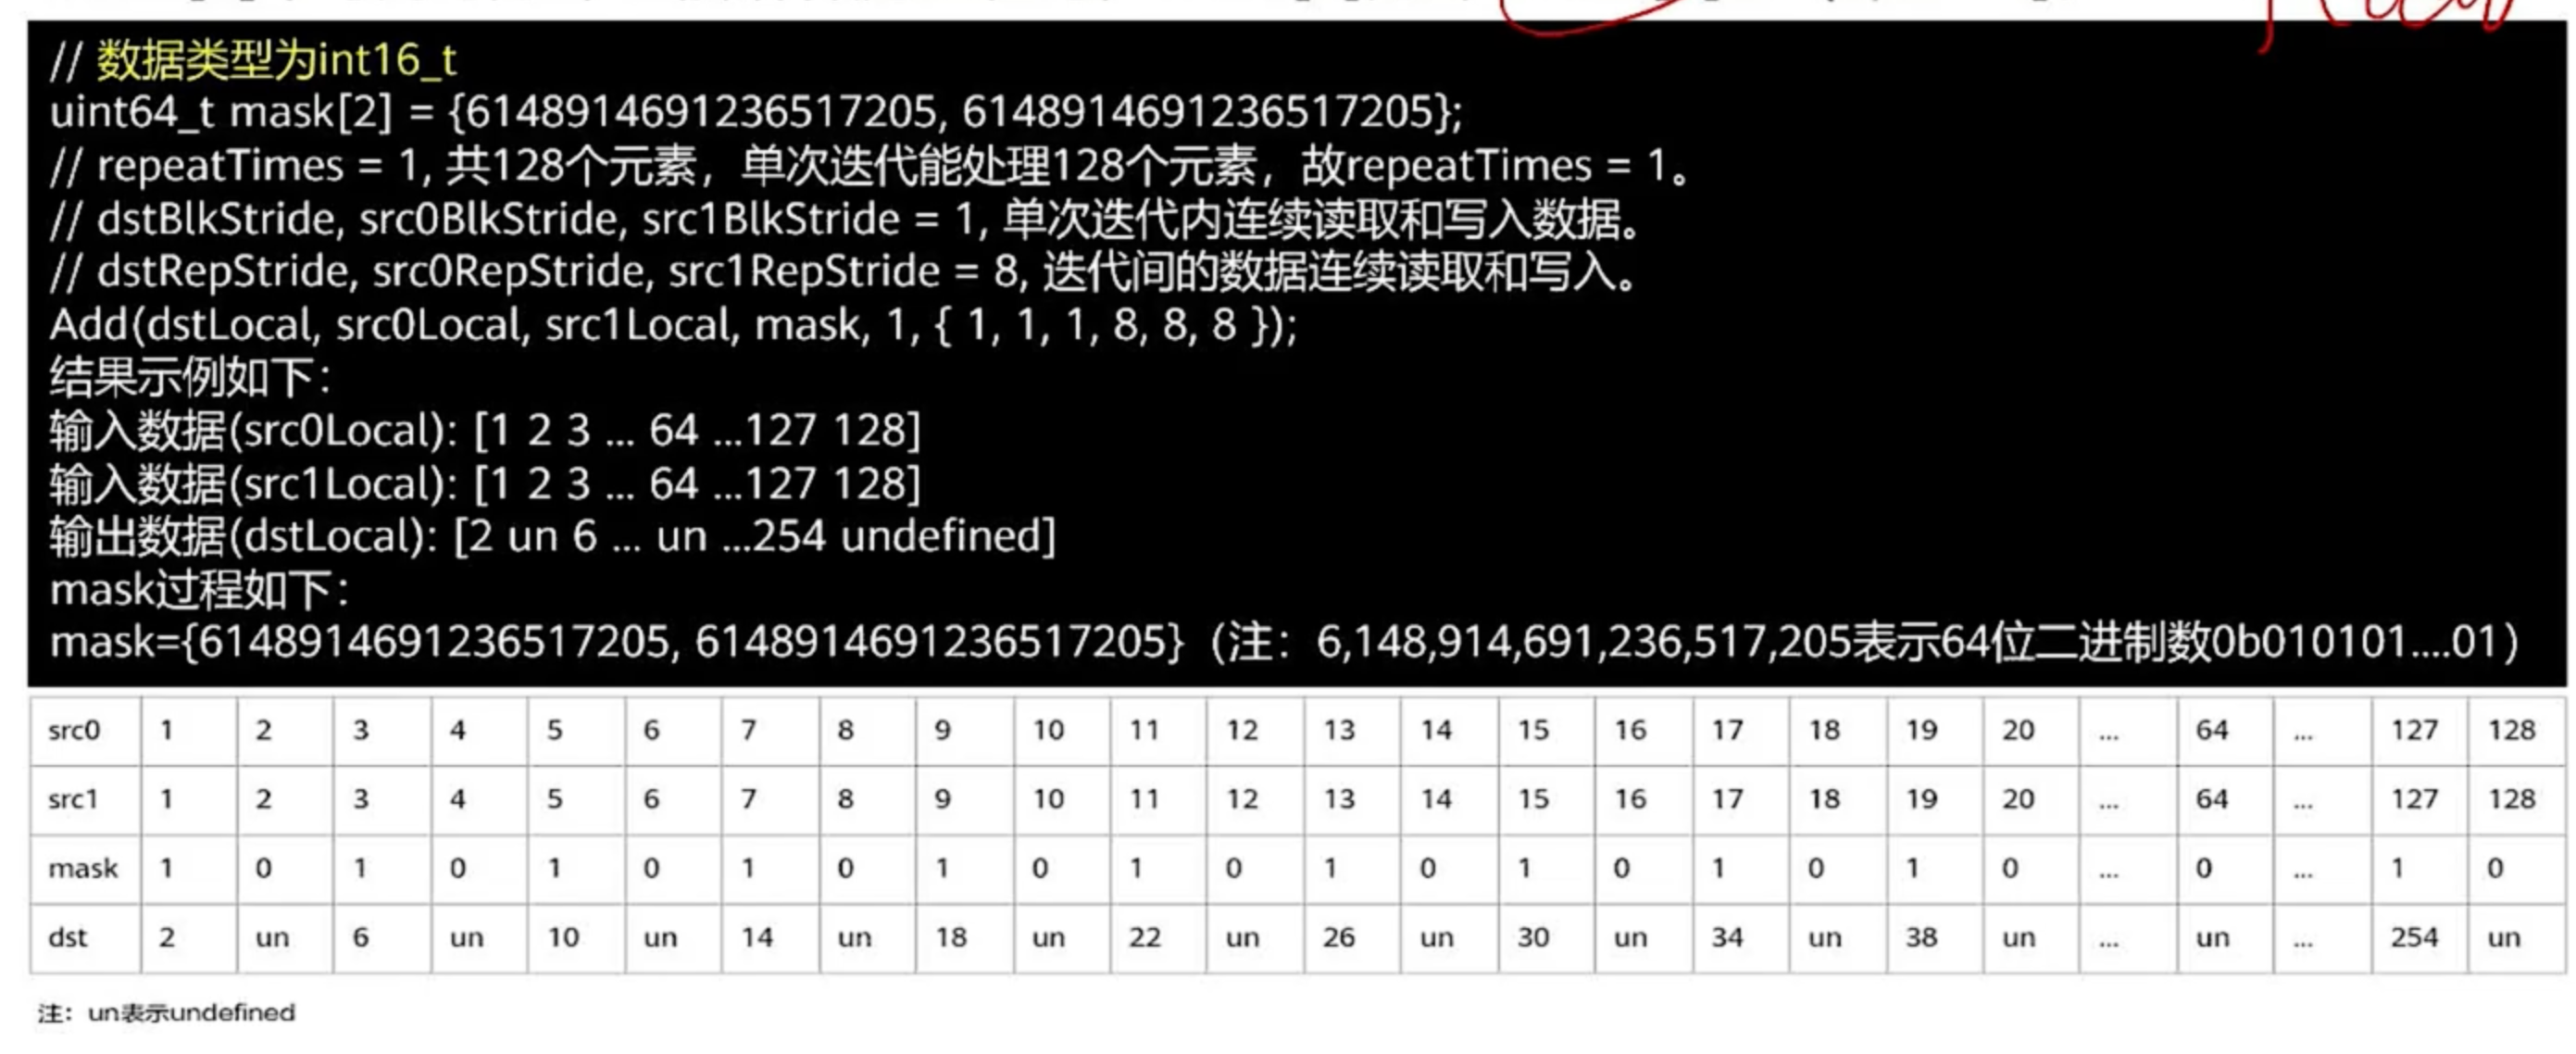 // 数据类型为int16_t
uint64_t mask[2] = {6148914691236517205, 6148914691236517205};
// repeatTimes = 1, 共128个元素，单次迭代能处理128个元素，故repeatTimes = 1。
// dstBlkStride, src0BlkStride, src1BlkStride = 1, 单次迭代内连续读取和写入数据。
// dstRepStride, src0RepStride, src1RepStride = 8, 迭代间的数据连续读取和写入。
Add(dstLocal, src0Local, src1Local, mask, 1, { 1, 1, 1, 8, 8, 8 });
结果示例如下：
输入数据(src0Local): [1 2 3 ... 64 ...127 128]
输入数据(src1Local): [1 2 3 ... 64 ...127 128]
输出数据(dstLocal): [2 un 6 ... un ...254 undefined]
mask过程如下：
mask={6148914691236517205, 6148914691236517205}（注：6,148,914,691,236,517,205表示64位二进制数0b010101....01）
src0 1 2 3 4 5 6 7 8 9 10 11 12 13 14 15 16 17 18 19 20 ... 64 ... 127 128
src1 1 2 3 4 5 6 7 8 9 10 11 12 13 14 15 16 17 18 19 20 ... 64 ... 127 128
mask 1 0 1 0 1 0 1 0 1 0 1 0 1 0 1 0 1 0 1 0 ... 0 ... 1 0
dst 2 un 6 un 10 un 14 un 18 un 22 un 26 un 30 un 34 un 38 un ... un ... 254 un
注：un表示undefined